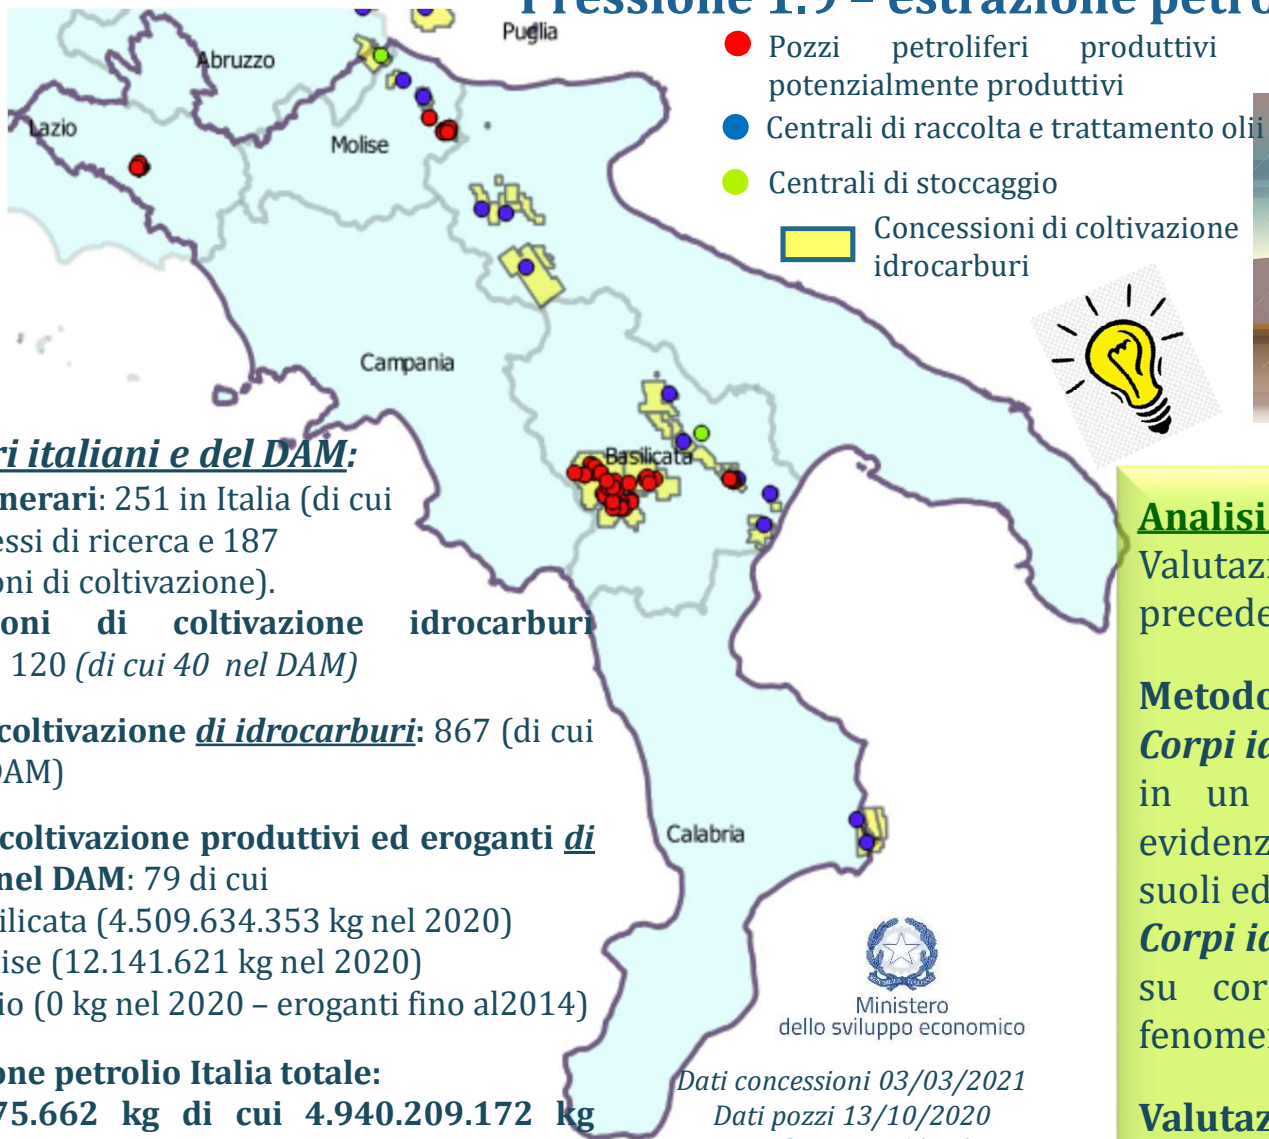 Pressione 1.9 – estrazione petro
Pozzi petroliferi produttivi
potenzialmente produttivi
Centrali di raccolta e trattamento olii
Centrali di stoccaggio
Concessioni di coltivazione
idrocarburi
Puglia
Abruzzo
Lazio
Molise
Campania
Basilicata
Calabria
ri italiani e del DAM:
nerari: 251 in Italia (di cui
essi di ricerca e 187
oni di coltivazione).
oni di coltivazione idrocarburi
120 (di cui 40 nel DAM)
coltivazione di idrocarburi: 867 (di cui
DAM)
coltivazione produttivi ed eroganti di
nel DAM: 79 di cui
silicata (4.509.634.353 kg nel 2020)
ise (12.141.621 kg nel 2020)
io (0 kg nel 2020 – eroganti fino al2014)
one petrolio Italia totale:
75.662 kg di cui 4.940.209.172 kg
Ministero
dello sviluppo economico
Dati concessioni 03/03/2021
Dati pozzi 13/10/2020
Analisi
Valutazi
precede
Metodo
Corpi id
in un
evidenz
suoli ed
Corpi id
su cor
fenome
Valutaz